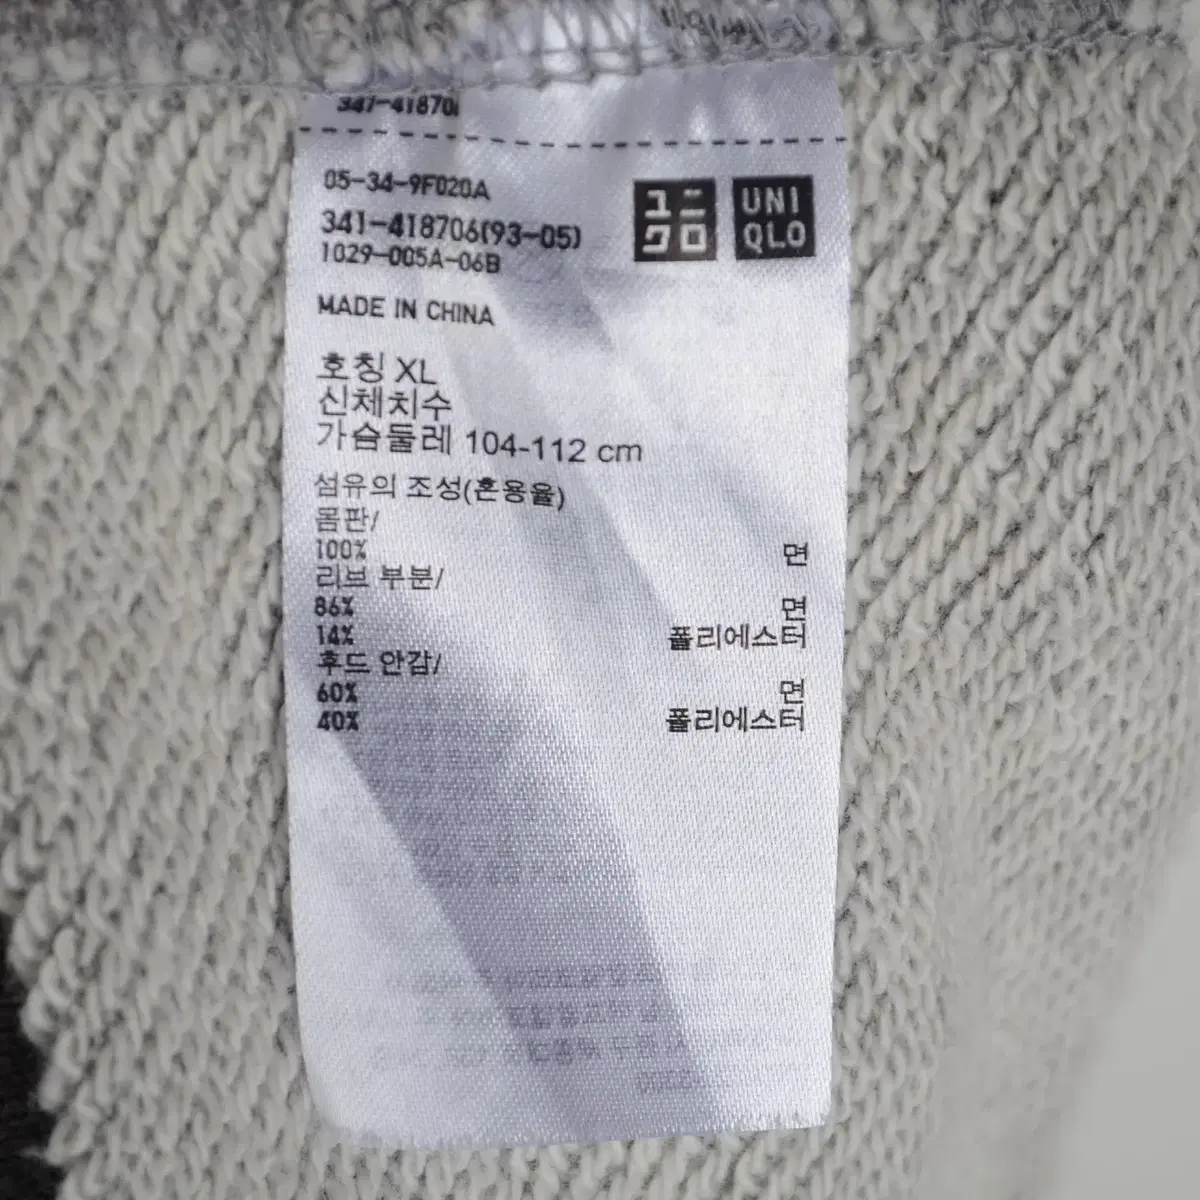 341-418706
05-34-9F020A
341-418706(93-05)
1029-005A-06B
ユニ
クロ
UNI
QLO
MADE IN CHINA
호칭 XL
신체치수
가슴둘레 104-112 cm
섬유의 조성(혼용율)
몸판/
100% 면
리브 부분/
86% 면
14% 폴리에스터
후드 안감/
60% 면
40% 폴리에스터